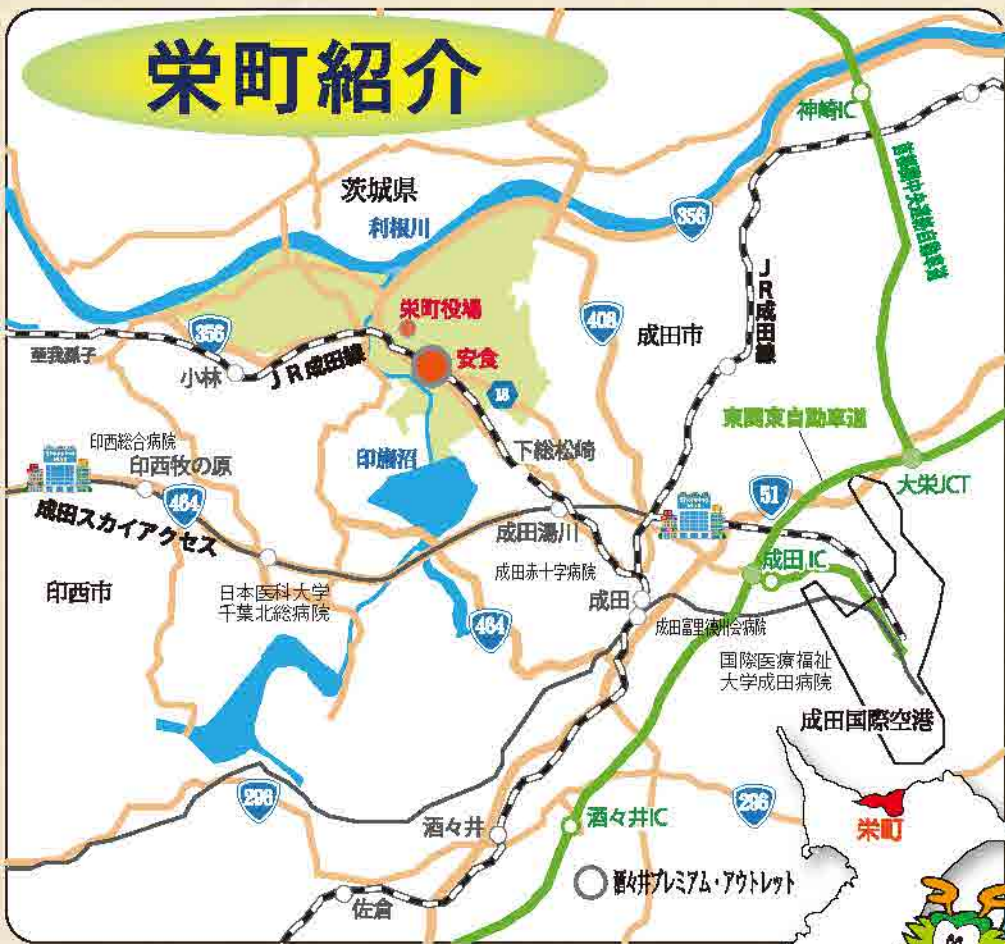 栄町紹介
神崎IC
首都圏中央連絡自動車道
茨城県
利根川
356
栄町役場
408
成田市
JR成田線
356
至我孫子
小林
JR成田線
安食
18
東関東自動車道
印西総合病院
印西牧の原
印旛沼
下総松崎
51
大栄JCT
464
成田スカイアクセス
成田湯川
成田IC
印西市
日本医科大学
千葉北総病院
成田赤十字病院
成田
464
成田富里徳洲会病院
国際医療福祉
大学成田病院
成田国際空港
296
296
栄町
酒々井
酒々井IC
酒々井プレミアム・アウトレット
佐倉